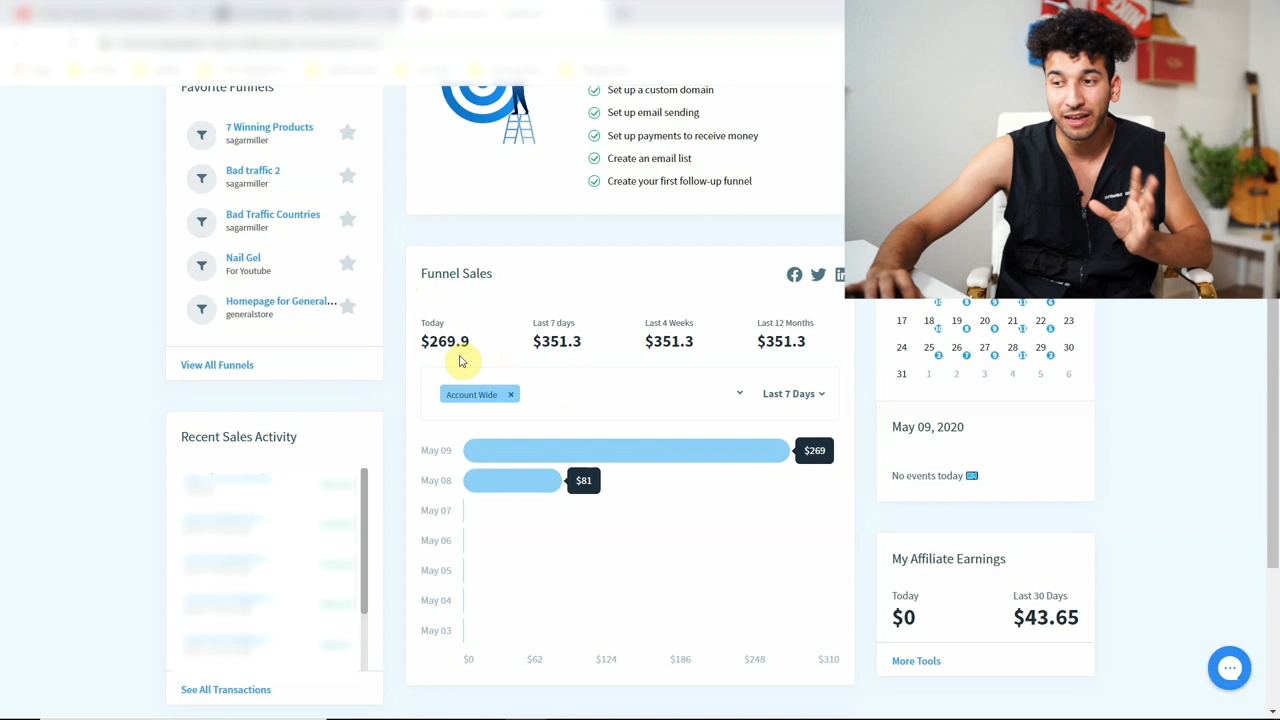 Favorite Funnels
7 Winning Products
sagarmiller
Bad traffic 2
sagarmiller
Bad Traffic Countries
sagarmiller
Nail Gel
For Youtube
Homepage for General...
generalstore
View All Funnels
Recent Sales Activity
See All Transactions
Set up a custom domain
Set up email sending
Set up payments to receive money
Create an email list
Create your first follow-up funnel
Funnel Sales
Today Last 7 days Last 4 Weeks Last 12 Months
$269.9 $351.3 $351.3 $351.3
Account Wide × Last 7 Days
May 09 $269
May 08 $81
May 07
May 06
May 05
May 04
May 03
$0 $62 $124 $186 $248 $310
17 18 19 20 21 22 23
24 25 26 27 28 29 30
31 1 2 3 4 5 6
May 09, 2020
No events today
My Affiliate Earnings
Today Last 30 Days
$0 $43.65
More Tools